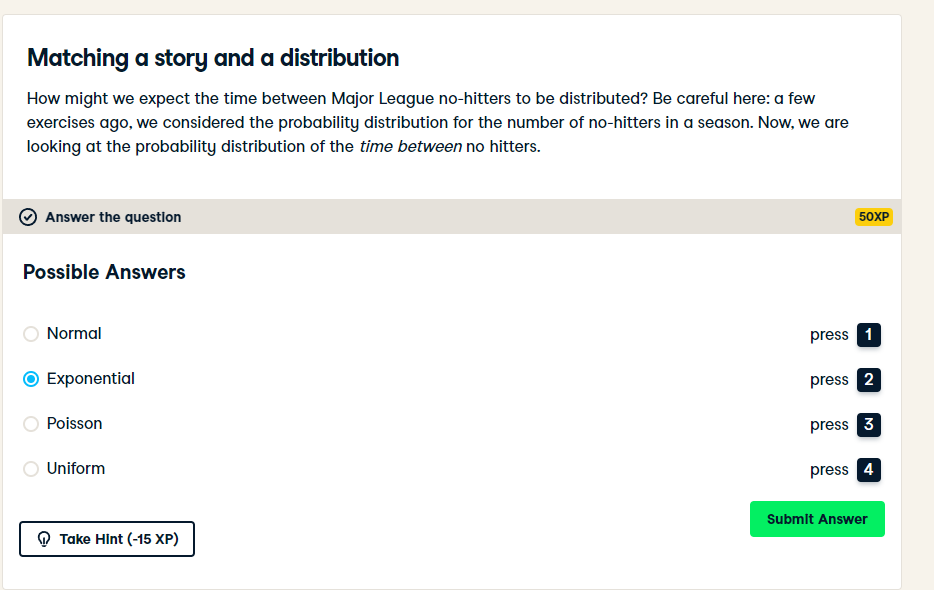 Matching a story and a distribution
How might we expect the time between Major League no-hitters to be distributed? Be careful here: a few
exercises ago, we considered the probability distribution for the number of no-hitters in a season. Now, we are
looking at the probability distribution of the time between no hitters.
Answer the question
50XP
Possible Answers
Normal
press 1
Exponential
press 2
Poisson
press 3
Uniform
press 4
Submit Answer
Take Hint (-15 XP)